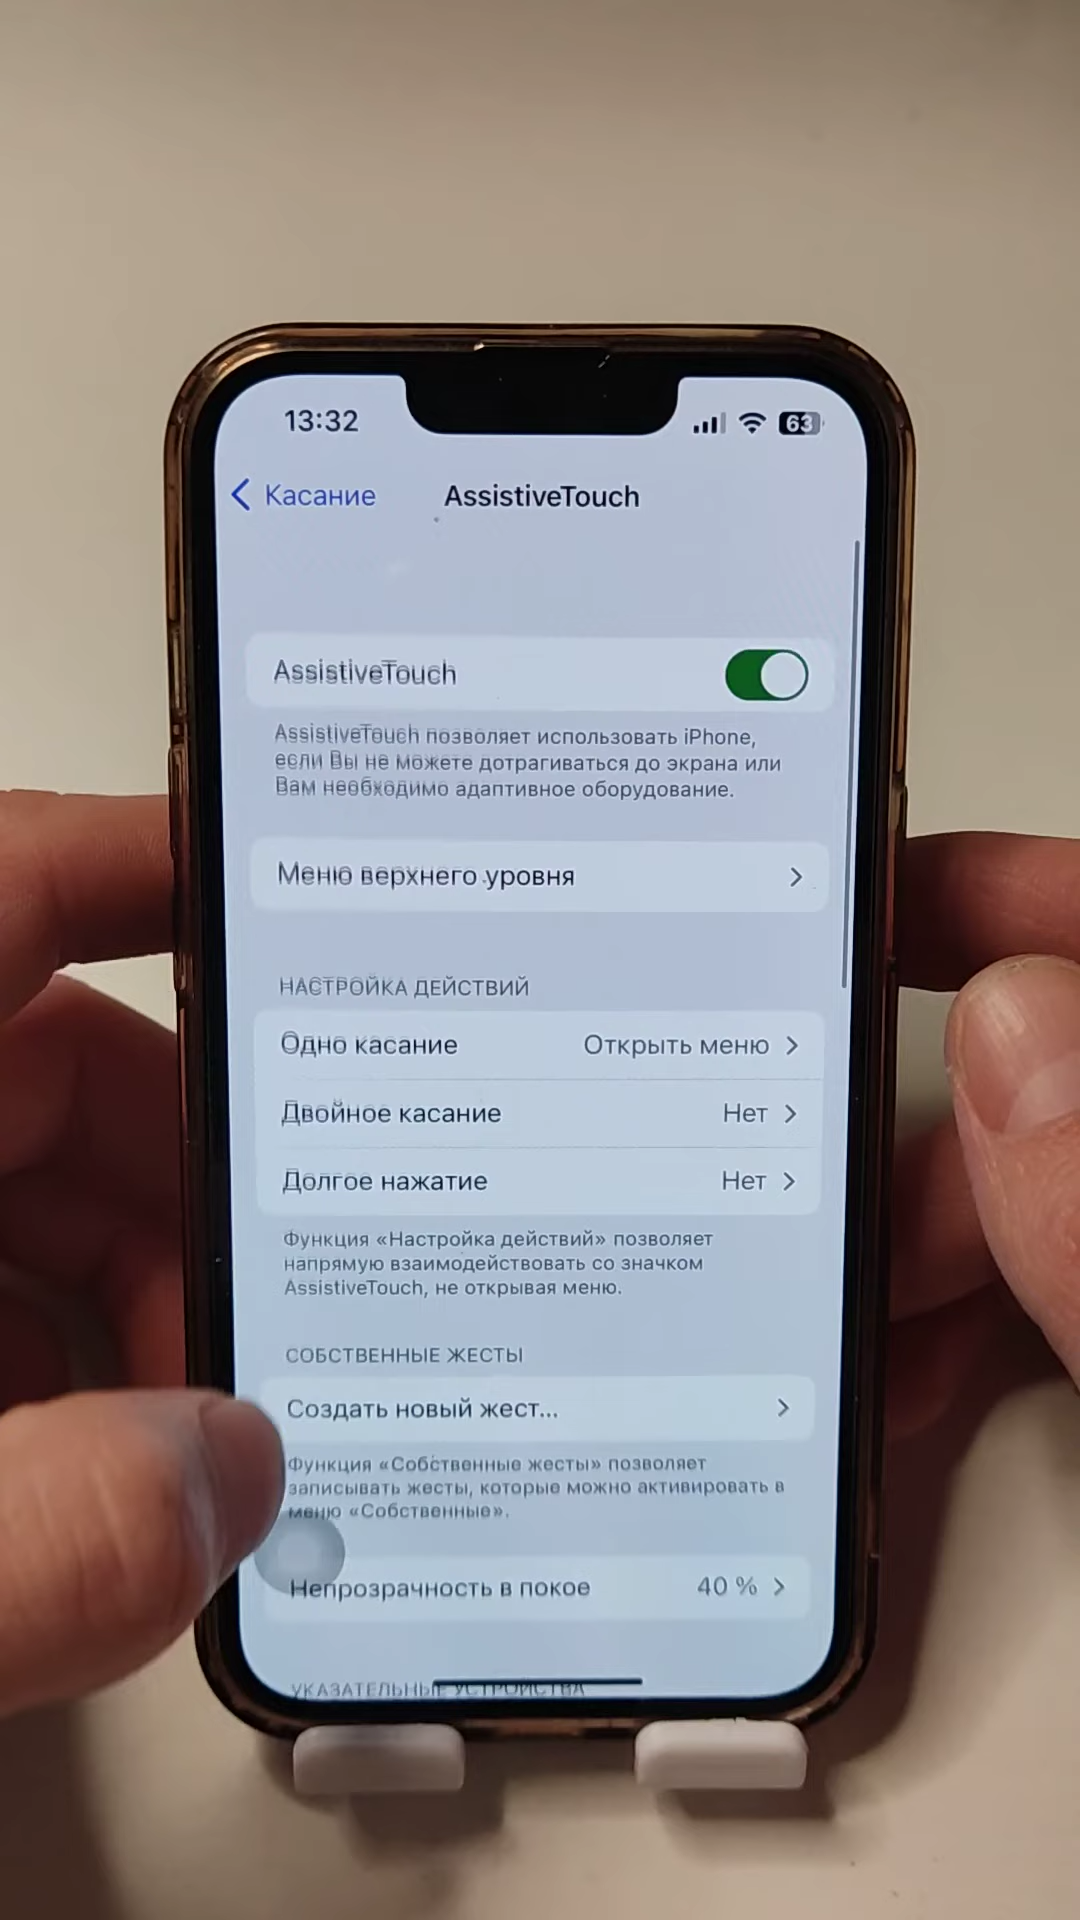 13:32
63
Касание
AssistiveTouch
AssistiveTouch
AssistiveTouch позволяет использовать iPhone,
если Вы не можете дотрагиваться до экрана или
Вам необходимо адаптивное оборудование.
Меню верхнего уровня
НАСТРОЙКА ДЕЙСТВИЙ
Одно касание Открыть меню
Двойное касание Нет
Долгое нажатие Нет
Функция «Настройка действий» позволяет
напрямую взаимодействовать со значком
AssistiveTouch, не открывая меню.
СОБСТВЕННЫЕ ЖЕСТЫ
Создать новый жест...
Функция «Собственные жесты» позволяет
записывать жесты, которые можно активировать в
меню «Собственные».
Непрозрачность в покое 40 %
УКАЗАТЕЛЬНЫЕ УСТРОЙСТВА